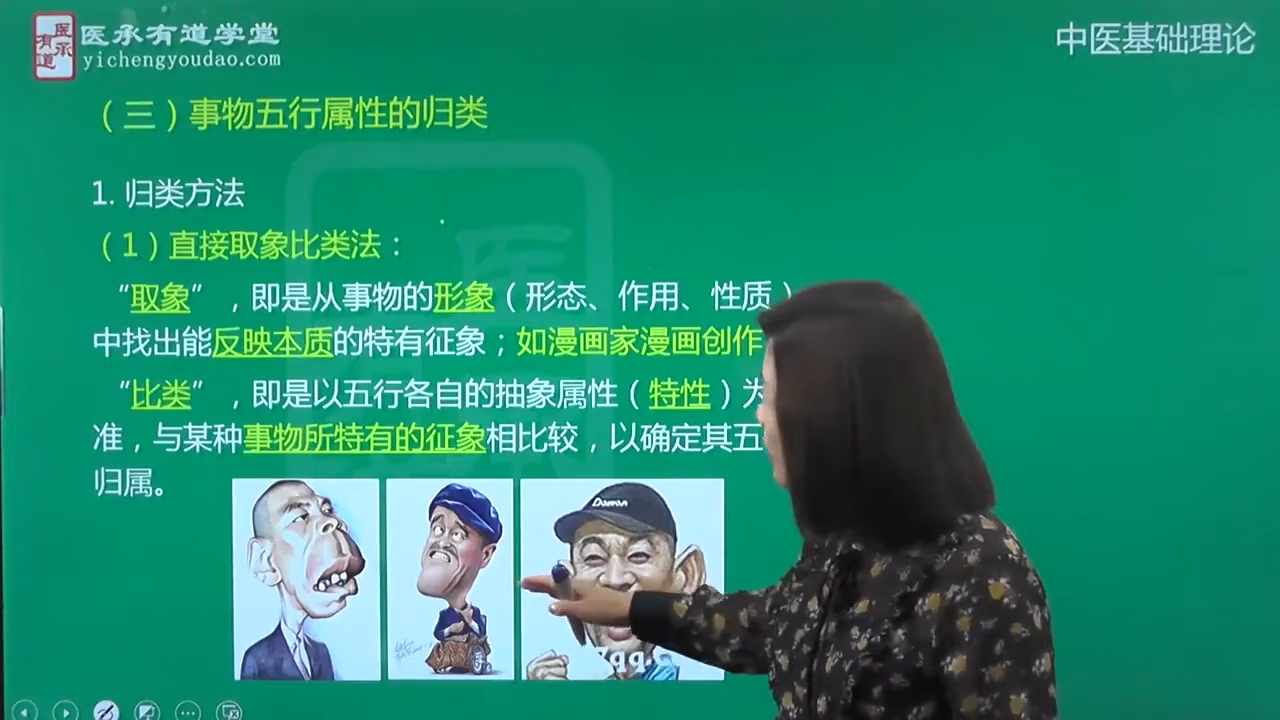 医承有道
医承有道学堂
yichengyoudao.com
中医基础理论
（三）事物五行属性的归类
1. 归类方法
（1）直接取象比类法：
“取象”，即是从事物的形象（形态、作用、性质）
中找出能反映本质的特有征象；如漫画家漫画创作
“比类”，即是以五行各自的抽象属性（特性）为
准，与某种事物所特有的征象相比较，以确定其五
归属。